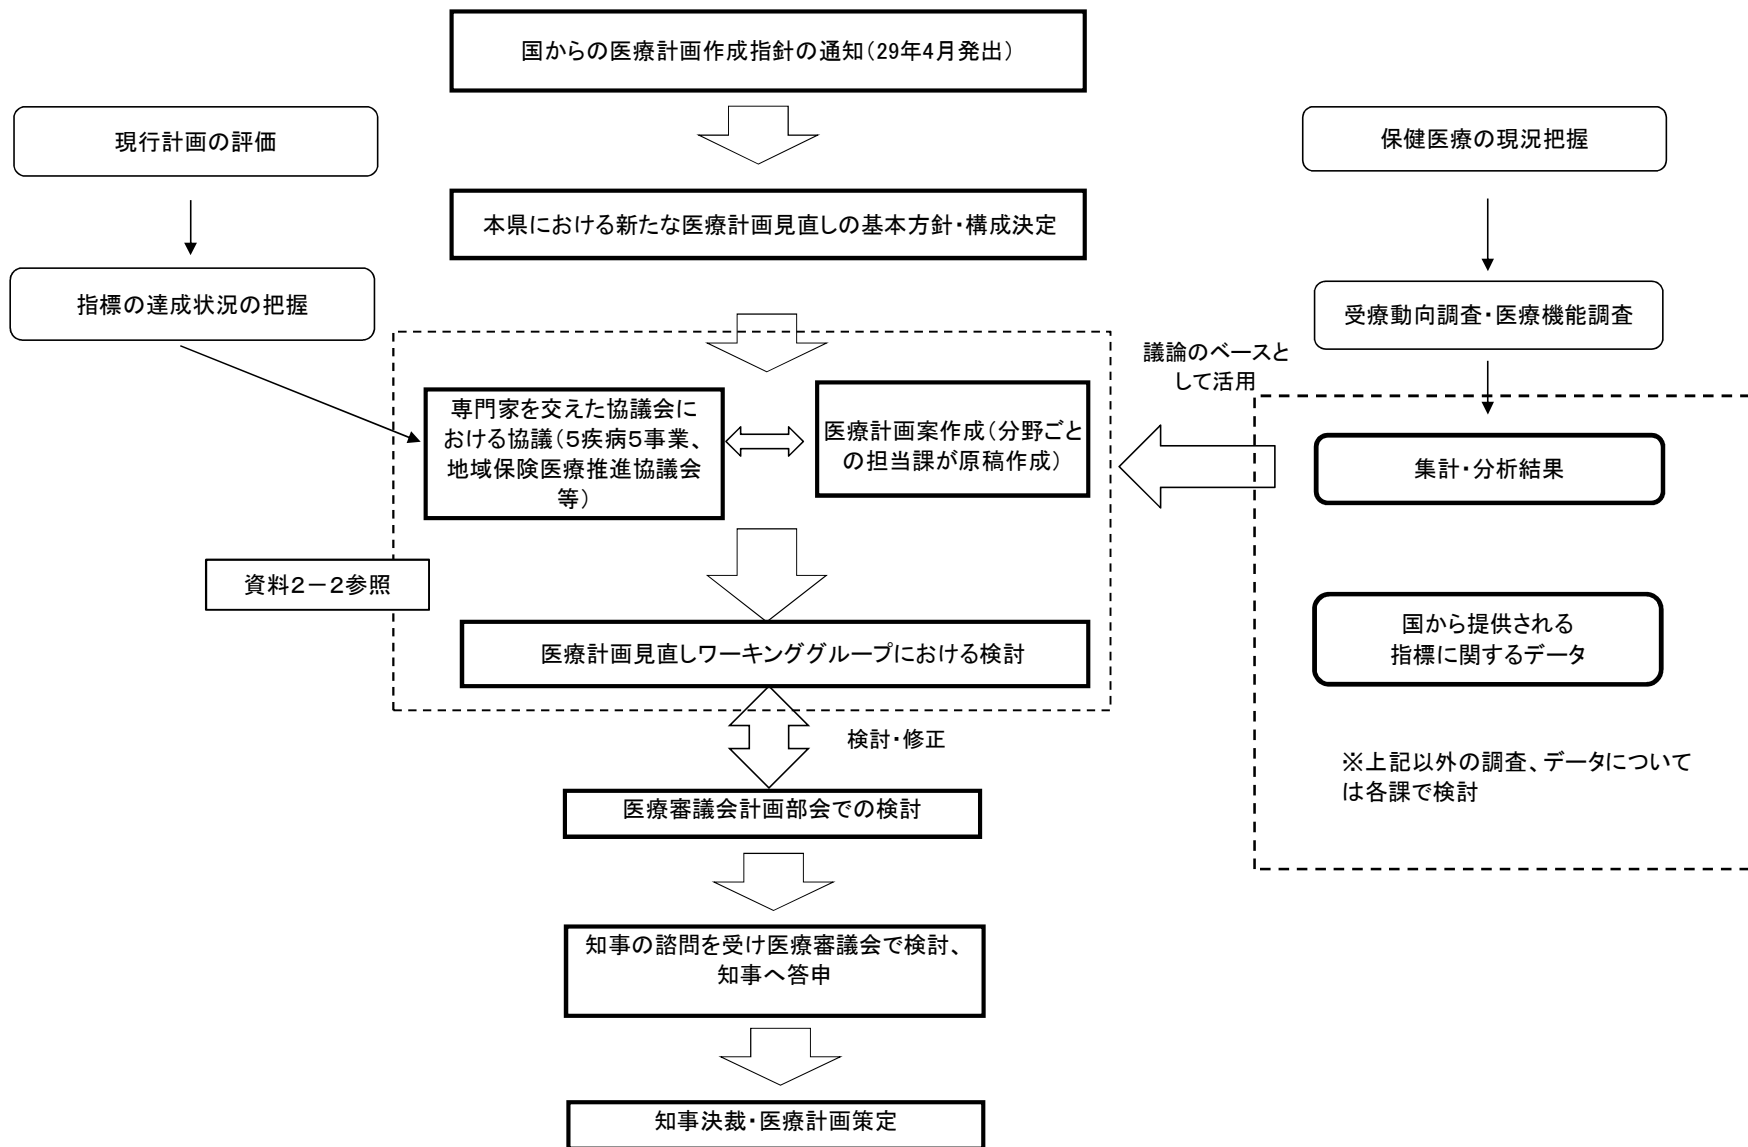 国からの医療計画作成指針の通知（29年4月発出）
現行計画の評価
保健医療の現況把握
本県における新たな医療計画見直しの基本方針・構成決定
指標の達成状況の把握
受療動向調査・医療機能調査
議論のベースと
して活用
専門家を交えた協議会に
おける協議（5疾病5事業、
地域保険医療推進協議会
等）
医療計画案作成（分野ごと
の担当課が原稿作成）
集計・分析結果
資料2－2参照
国から提供される
指標に関するデータ
医療計画見直しワーキンググループにおける検討
検討・修正
※上記以外の調査、データについて
は各課で検討
医療審議会計画部会での検討
知事の諮問を受け医療審議会で検討、
知事へ答申
知事決裁・医療計画策定